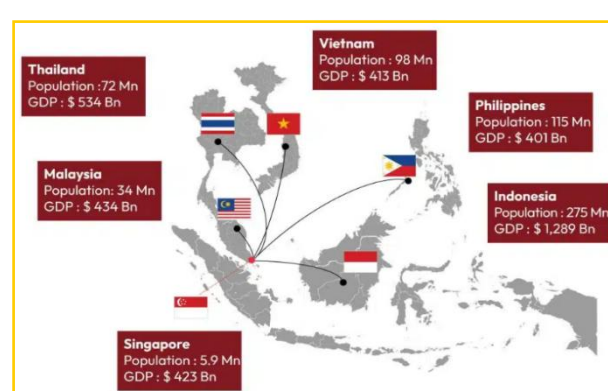 Vietnam
Population : 98 Mn
GDP : $ 413 Bn
Thailand
Population :72 Mn
GDP : $ 534 Bn
Philippines
Population : 115 Mn
GDP : $ 401 Bn
Malaysia
Population: 34 Mn
GDP : $ 434 Bn
Indonesia
Population : 275 Mn
GDP : $ 1,289 Bn
Singapore
Population : 5.9 Mn
GDP : $ 423 Bn